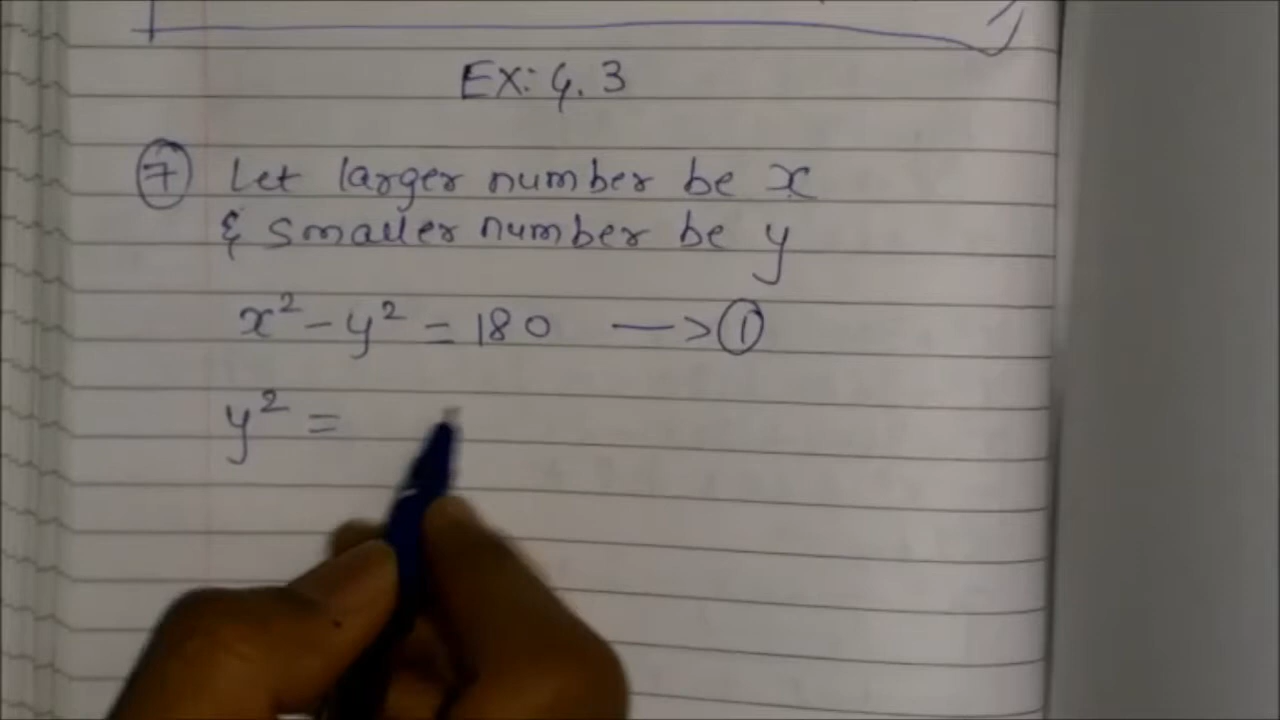 Ex: 4.3
7 Let larger number be x
& smaller number be y
x² - y² = 180 —> 1
y² =